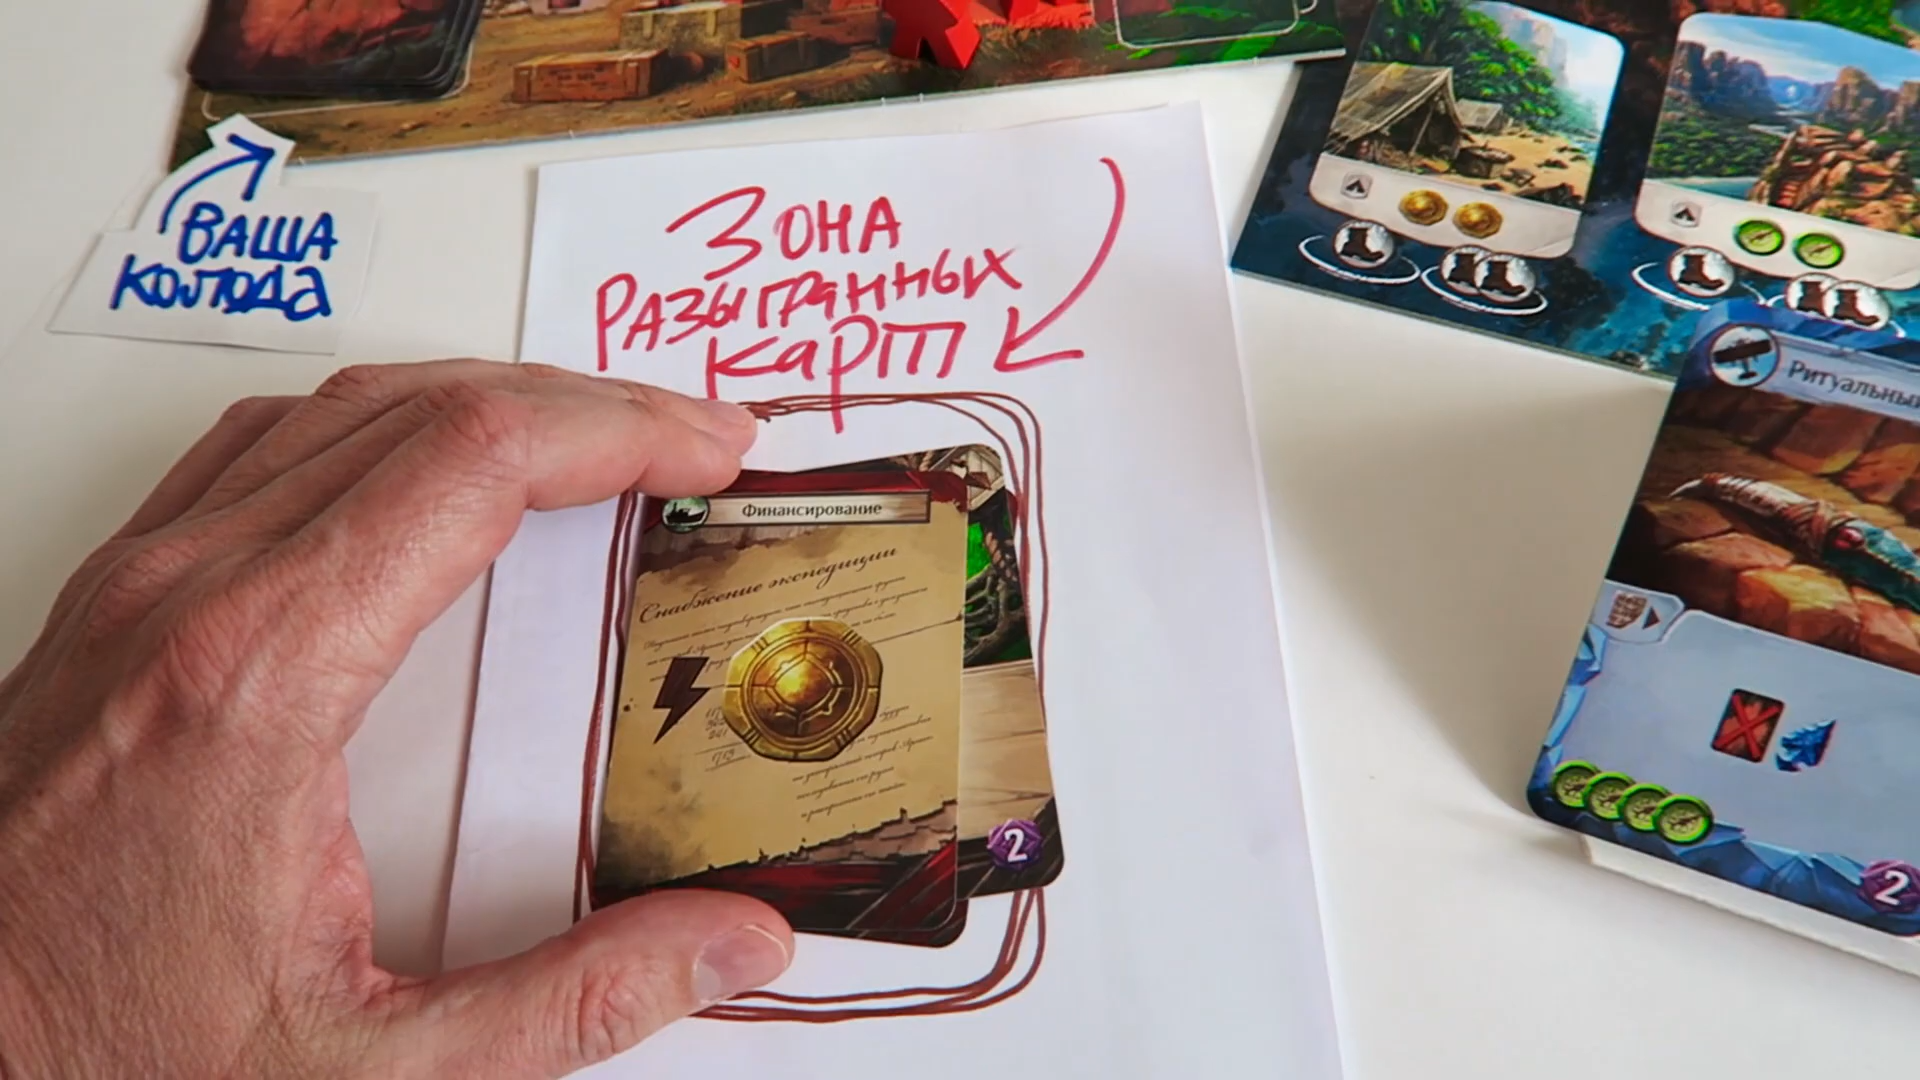 ВАША
КОЛОДА
ЗОНА
РАЗЫГРАННЫХ
КАРТ
Финансирование
Снабжение экспедиции
2
Ритуальный
2